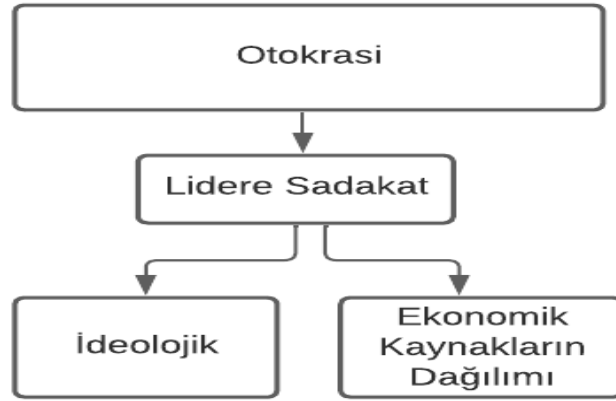 Otokrasi
Lidere Sadakat
İdeolojik
Ekonomik
Kaynakların
Dağılımı